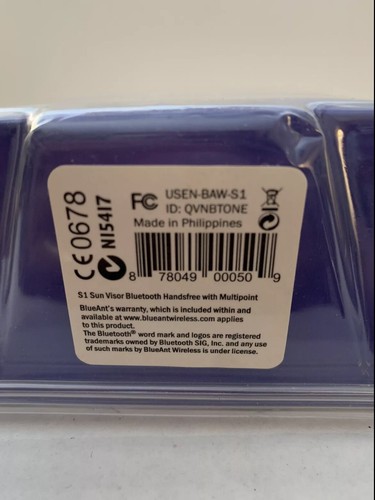 CE0678
N15417
FC
USEN-BAW-S1
ID: QVNBTONE
Made in Philippines
8 78049 00050 9
S1 Sun Visor Bluetooth Handsfree with Multipoint
BlueAnt's warranty, which is included within and
available at www.blueantwireless.com applies
to this product.
The Bluetooth® word mark and logos are registered
trademarks owned by Bluetooth SIG, Inc. and any use
of such marks by BlueAnt Wireless is under license.